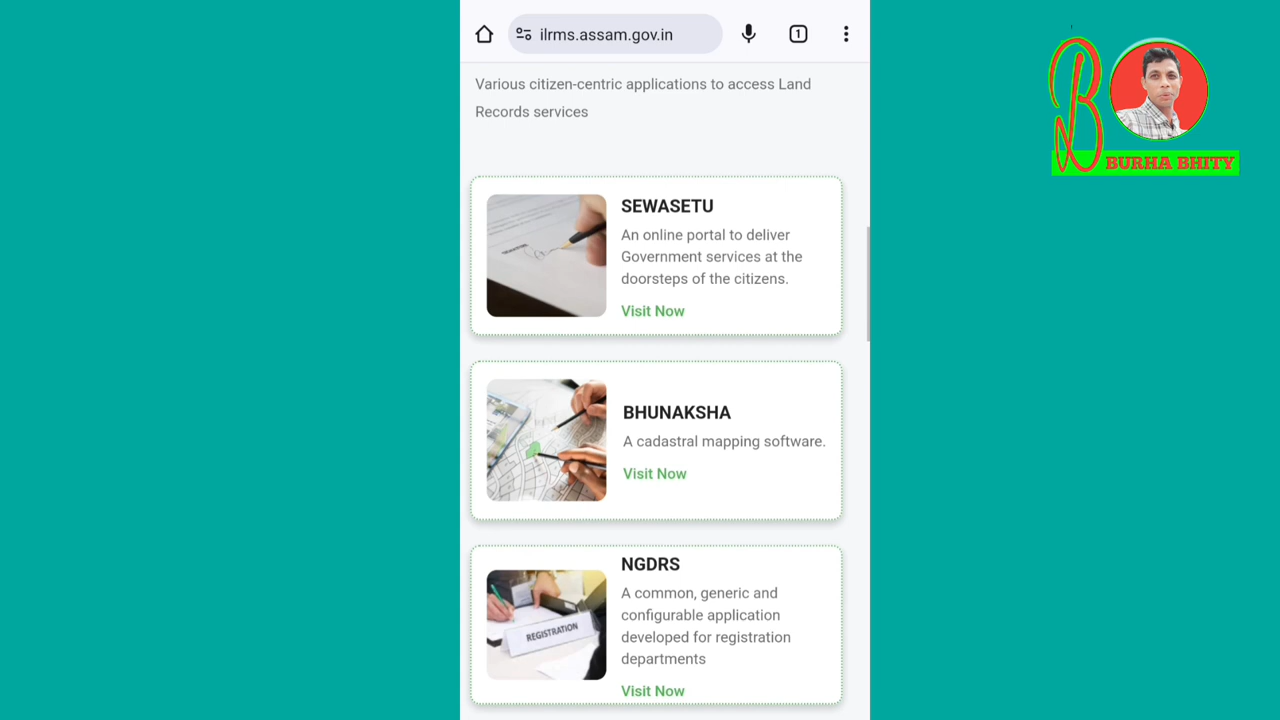 ilrms.assam.gov.in
1
Various citizen-centric applications to access Land
Records services
SEWASETU
An online portal to deliver
Government services at the
doorsteps of the citizens.
Visit Now
BHUNAKSHA
A cadastral mapping software.
Visit Now
NGDRS
A common, generic and
configurable application
developed for registration
departments
Visit Now
REGISTRATION
B
BURHA BHITY